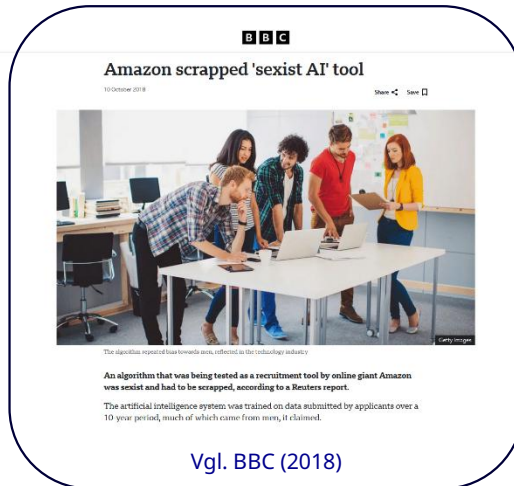 BBC
Amazon scrapped 'sexist AI' tool
10 October 2018
Share Save
Getty Images
The algorithm repeated bias towards men, reflected in the technology industry
An algorithm that was being tested as a recruitment tool by online giant Amazon
was sexist and had to be scrapped, according to a Reuters report.
The artificial intelligence system was trained on data submitted by applicants over a
10-year period, much of which came from men, it claimed.
Vgl. BBC (2018)